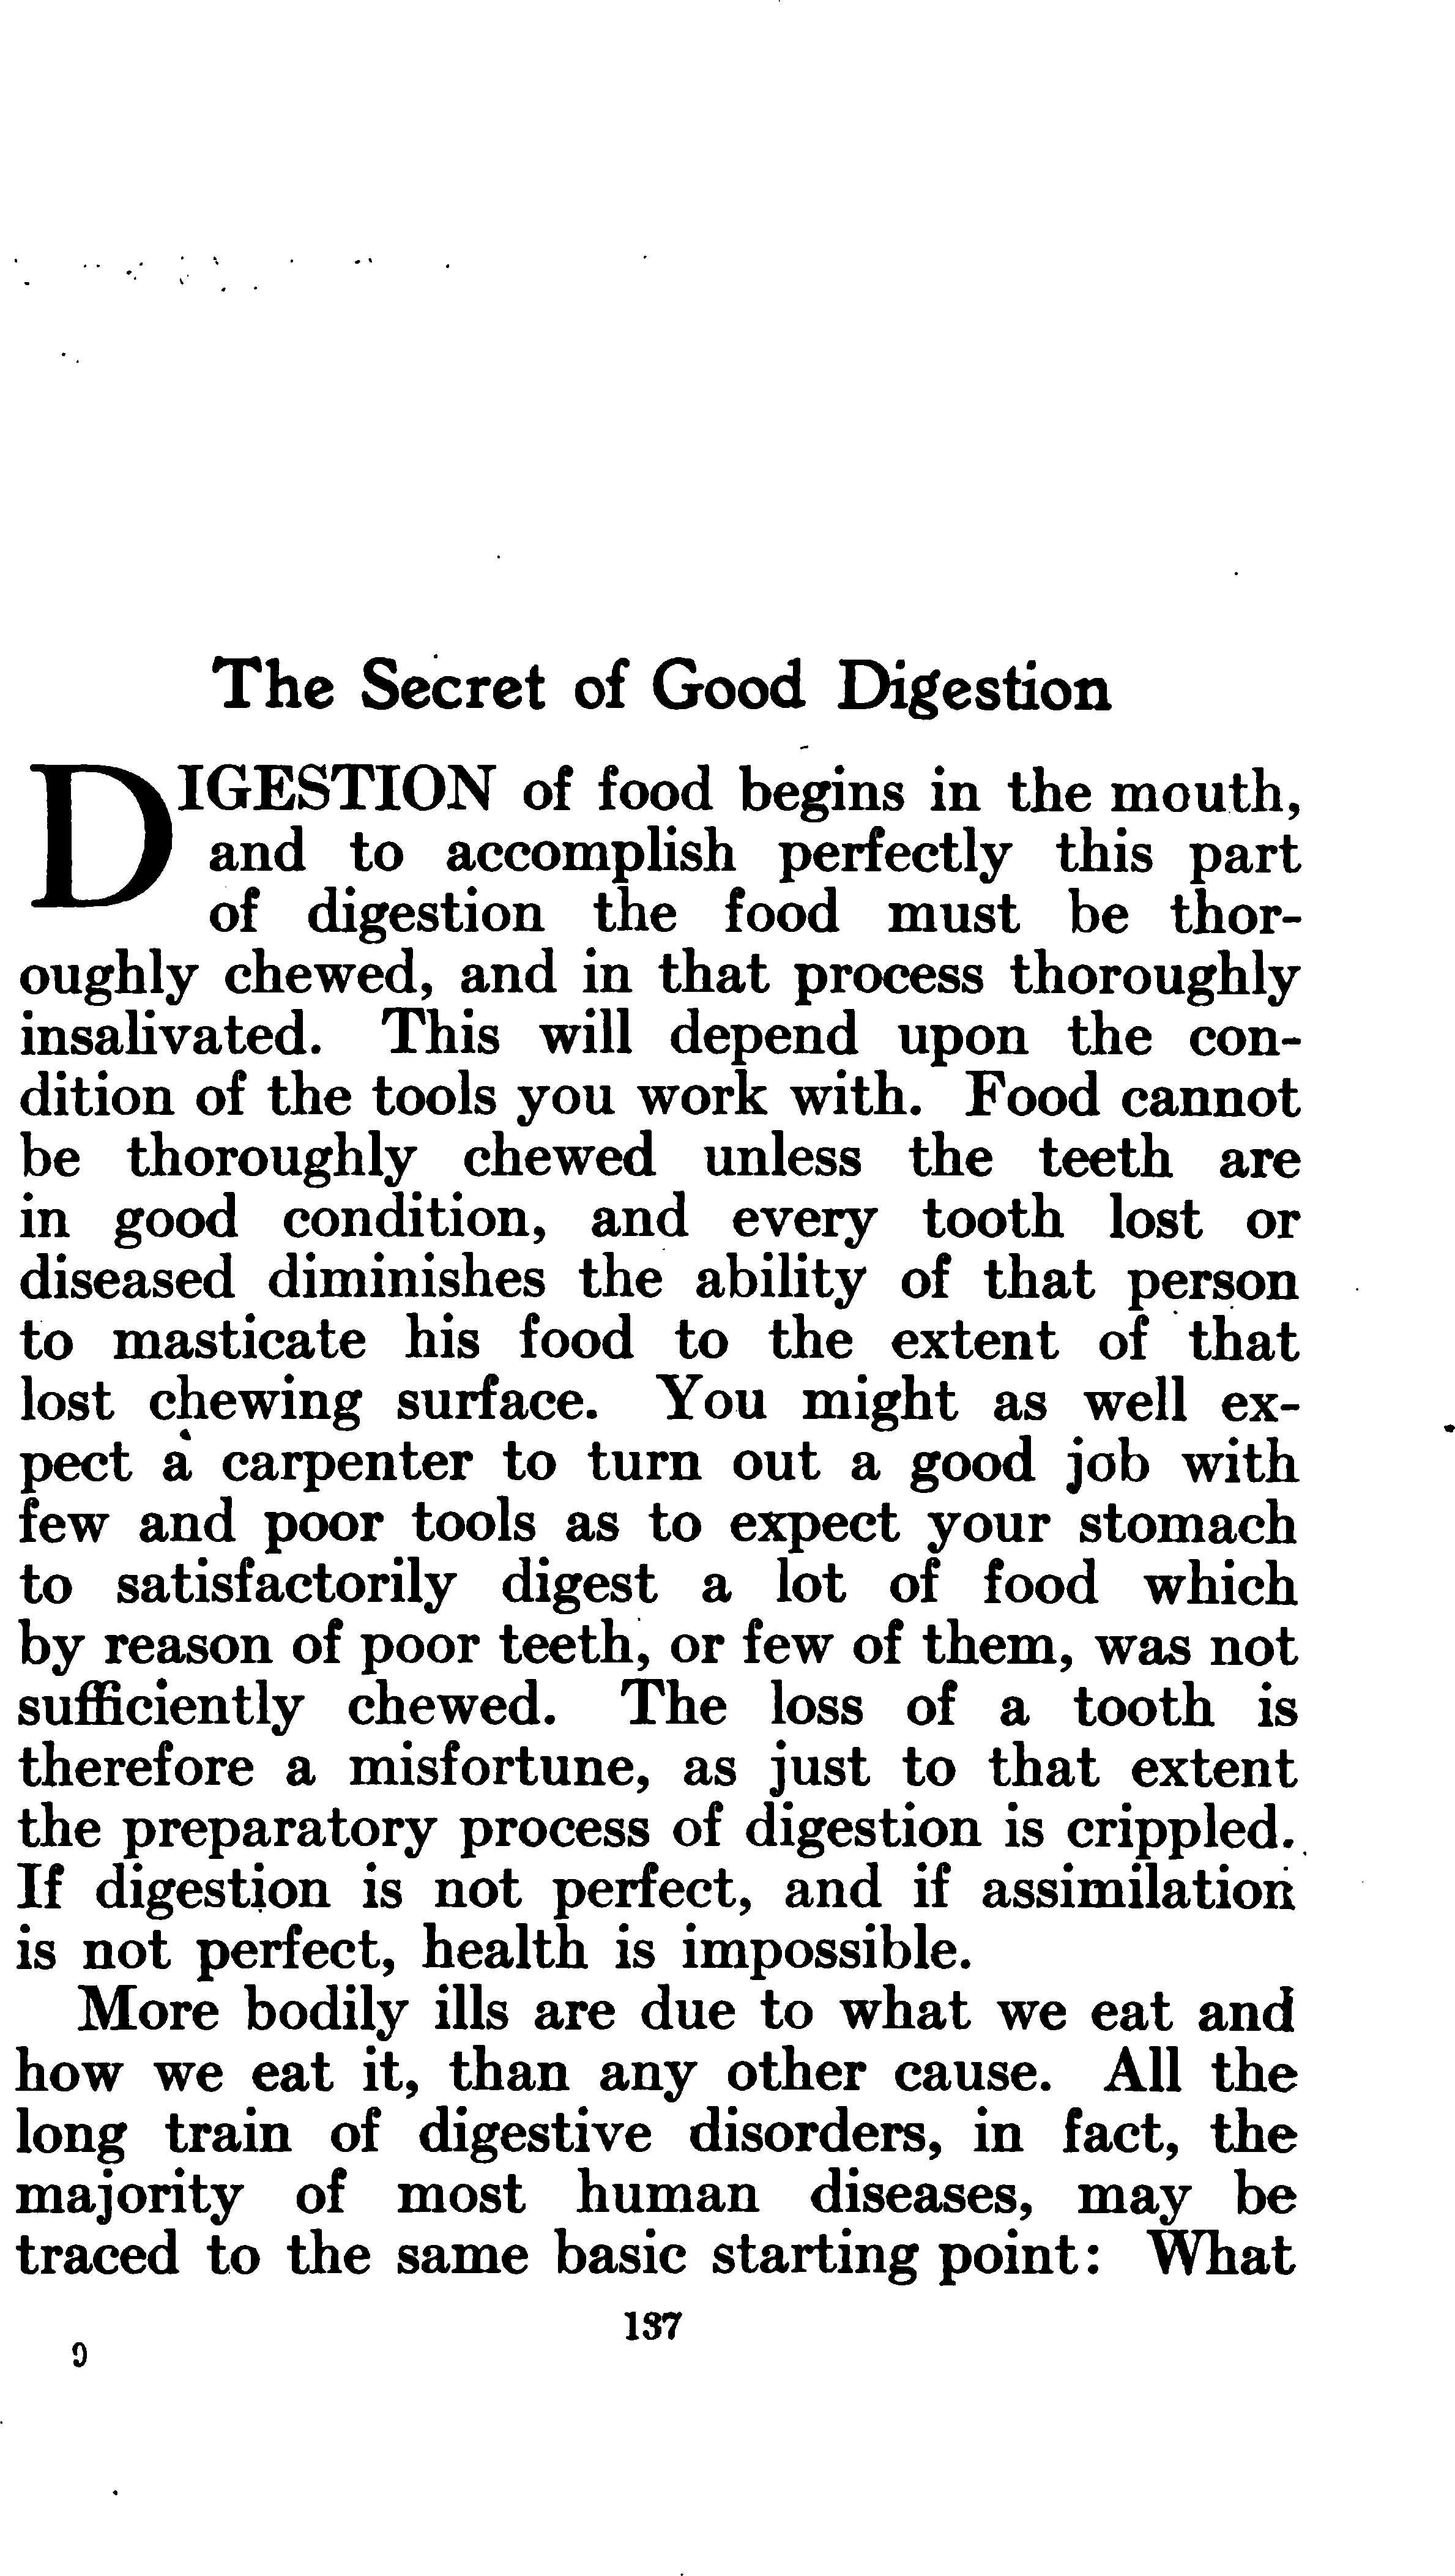 The Secret of Good Digestion
DIGESTION of food begins in the mouth,
and to accomplish perfectly this part
of digestion the food must be thor-
oughly chewed, and in that process thoroughly
insalivated. This will depend upon the con-
dition of the tools you work with. Food cannot
be thoroughly chewed unless the teeth are
in good condition, and every tooth lost or
diseased diminishes the ability of that person
to masticate his food to the extent of that
lost chewing surface. You might as well ex-
pect a carpenter to turn out a good job with
few and poor tools as to expect your stomach
to satisfactorily digest a lot of food which
by reason of poor teeth, or few of them, was not
sufficiently chewed. The loss of a tooth is
therefore a misfortune, as just to that extent
the preparatory process of digestion is crippled.
If digestion is not perfect, and if assimilation
is not perfect, health is impossible.
More bodily ills are due to what we eat and
how we eat it, than any other cause. All the
long train of digestive disorders, in fact, the
majority of most human diseases, may be
traced to the same basic starting point: What
137
9